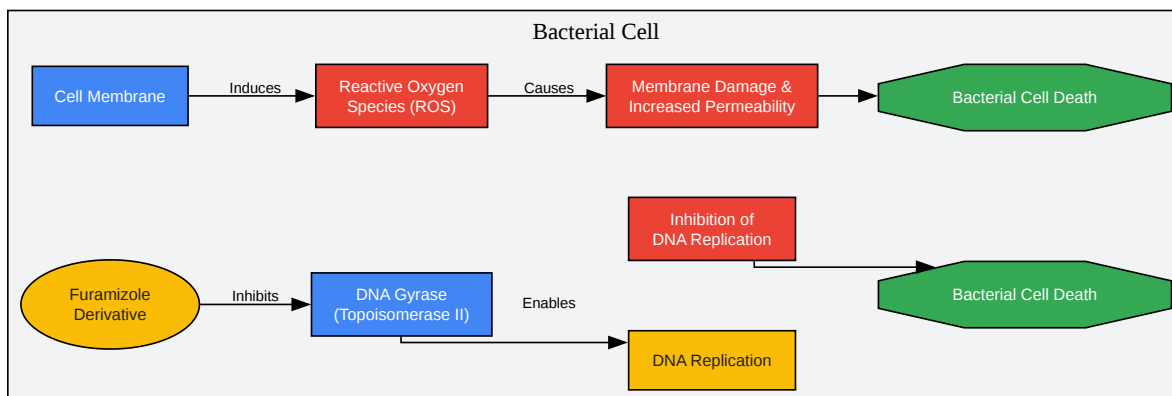 Bacterial Cell
Cell Membrane
Induces
Reactive Oxygen
Species (ROS)
Causes
Membrane Damage &
Increased Permeability
Bacterial Cell Death
Inhibition of
DNA Replication
Furamizole
Derivative
Inhibits
DNA Gyrase
(Topoisomerase II)
Enables
Bacterial Cell Death
DNA Replication